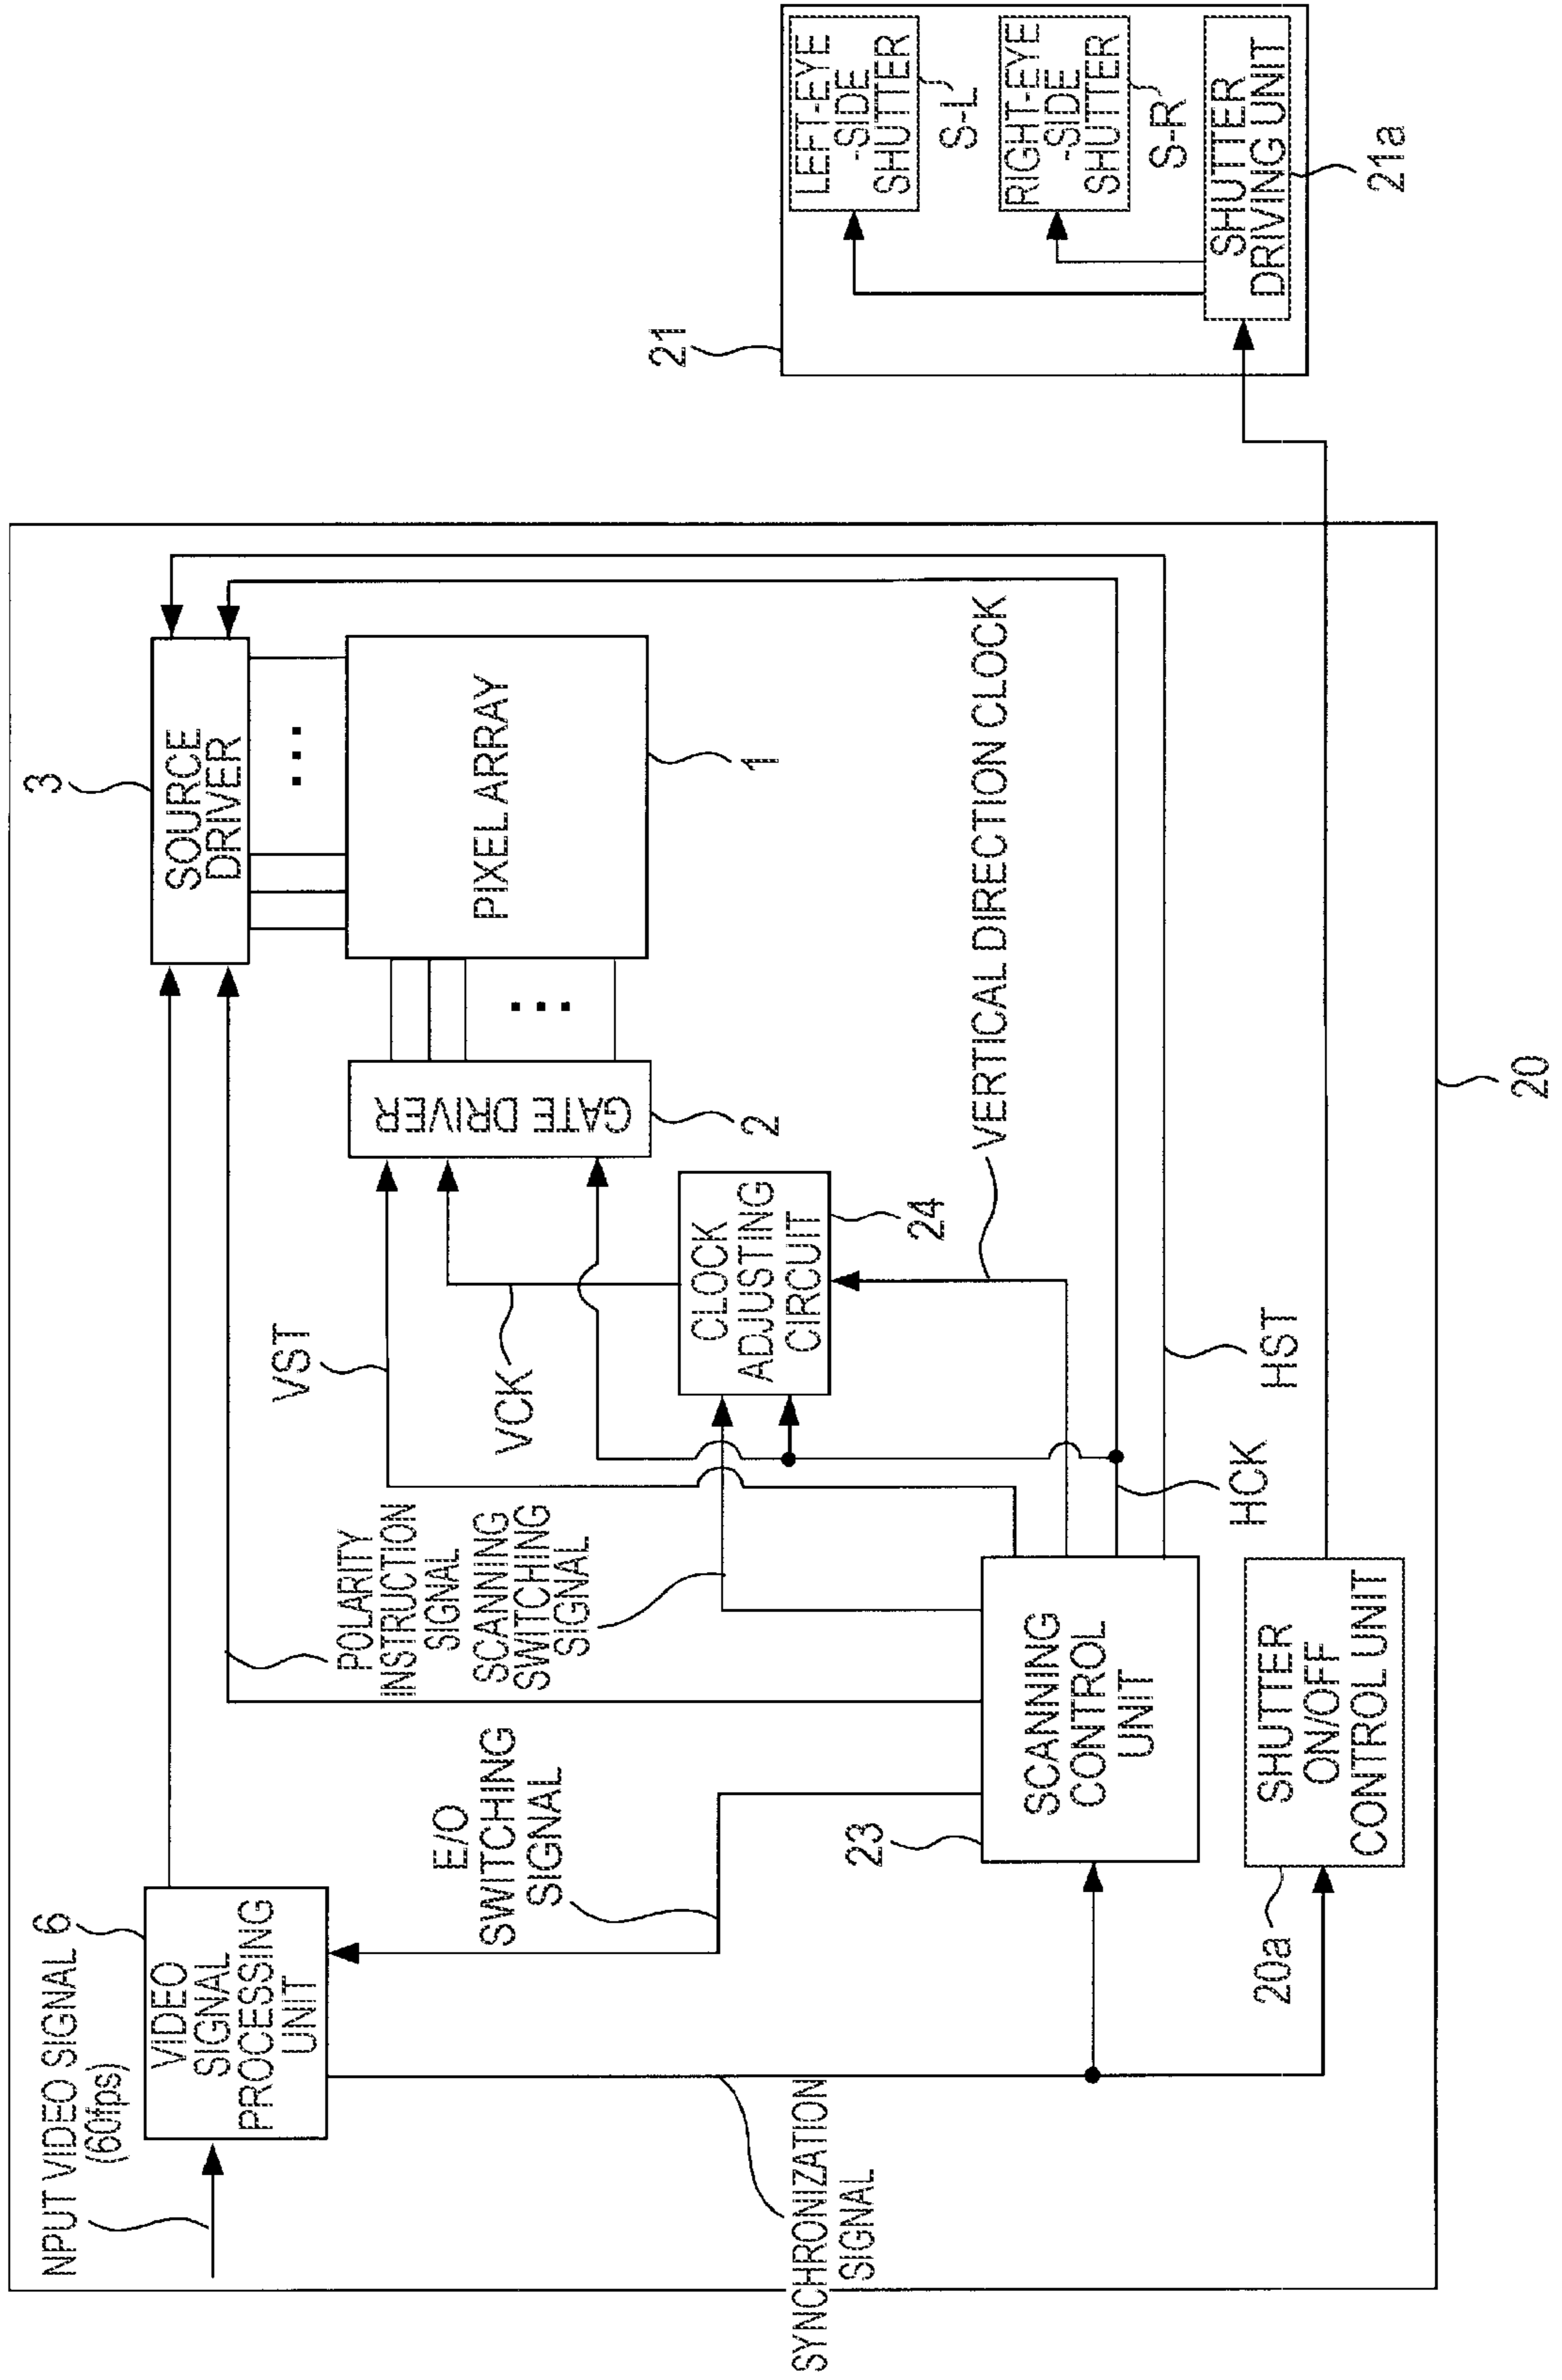 NPUT VIDEO SIGNAL 6
(60fps)
VIDEO
SIGNAL
PROCESSING
UNIT
3
SOURCE
DRIVER
PIXEL ARRAY
1
GATE DRIVER
2
VST
VCK
CLOCK
ADJUSTING
CIRCUIT
24
VERTICAL DIRECTION CLOCK
POLARITY
INSTRUCTION
SIGNAL
SCANNING
SWITCHING
SIGNAL
E/O
SWITCHING
SIGNAL
23
SCANNING
CONTROL
UNIT
HCK
HST
SYNCHRONIZATION
SIGNAL
20a
SHUTTER
ON/OFF
CONTROL UNIT
20
21
LEFT-EYE
-SIDE
SHUTTER
S-L
RIGHT-EYE
-SIDE
SHUTTER
S-R
SHUTTER
DRIVING UNIT
21a